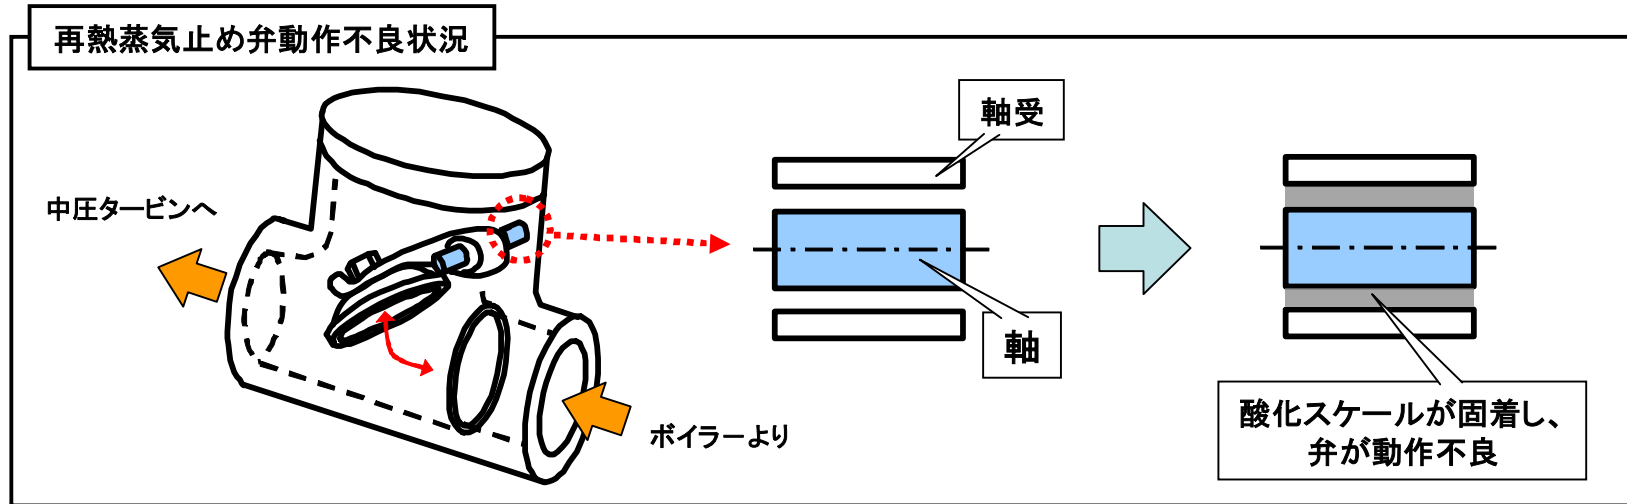 再熱蒸気止め弁動作不良状況
軸受
中圧タービンへ
軸
ボイラーより
酸化スケールが固着し、
弁が動作不良